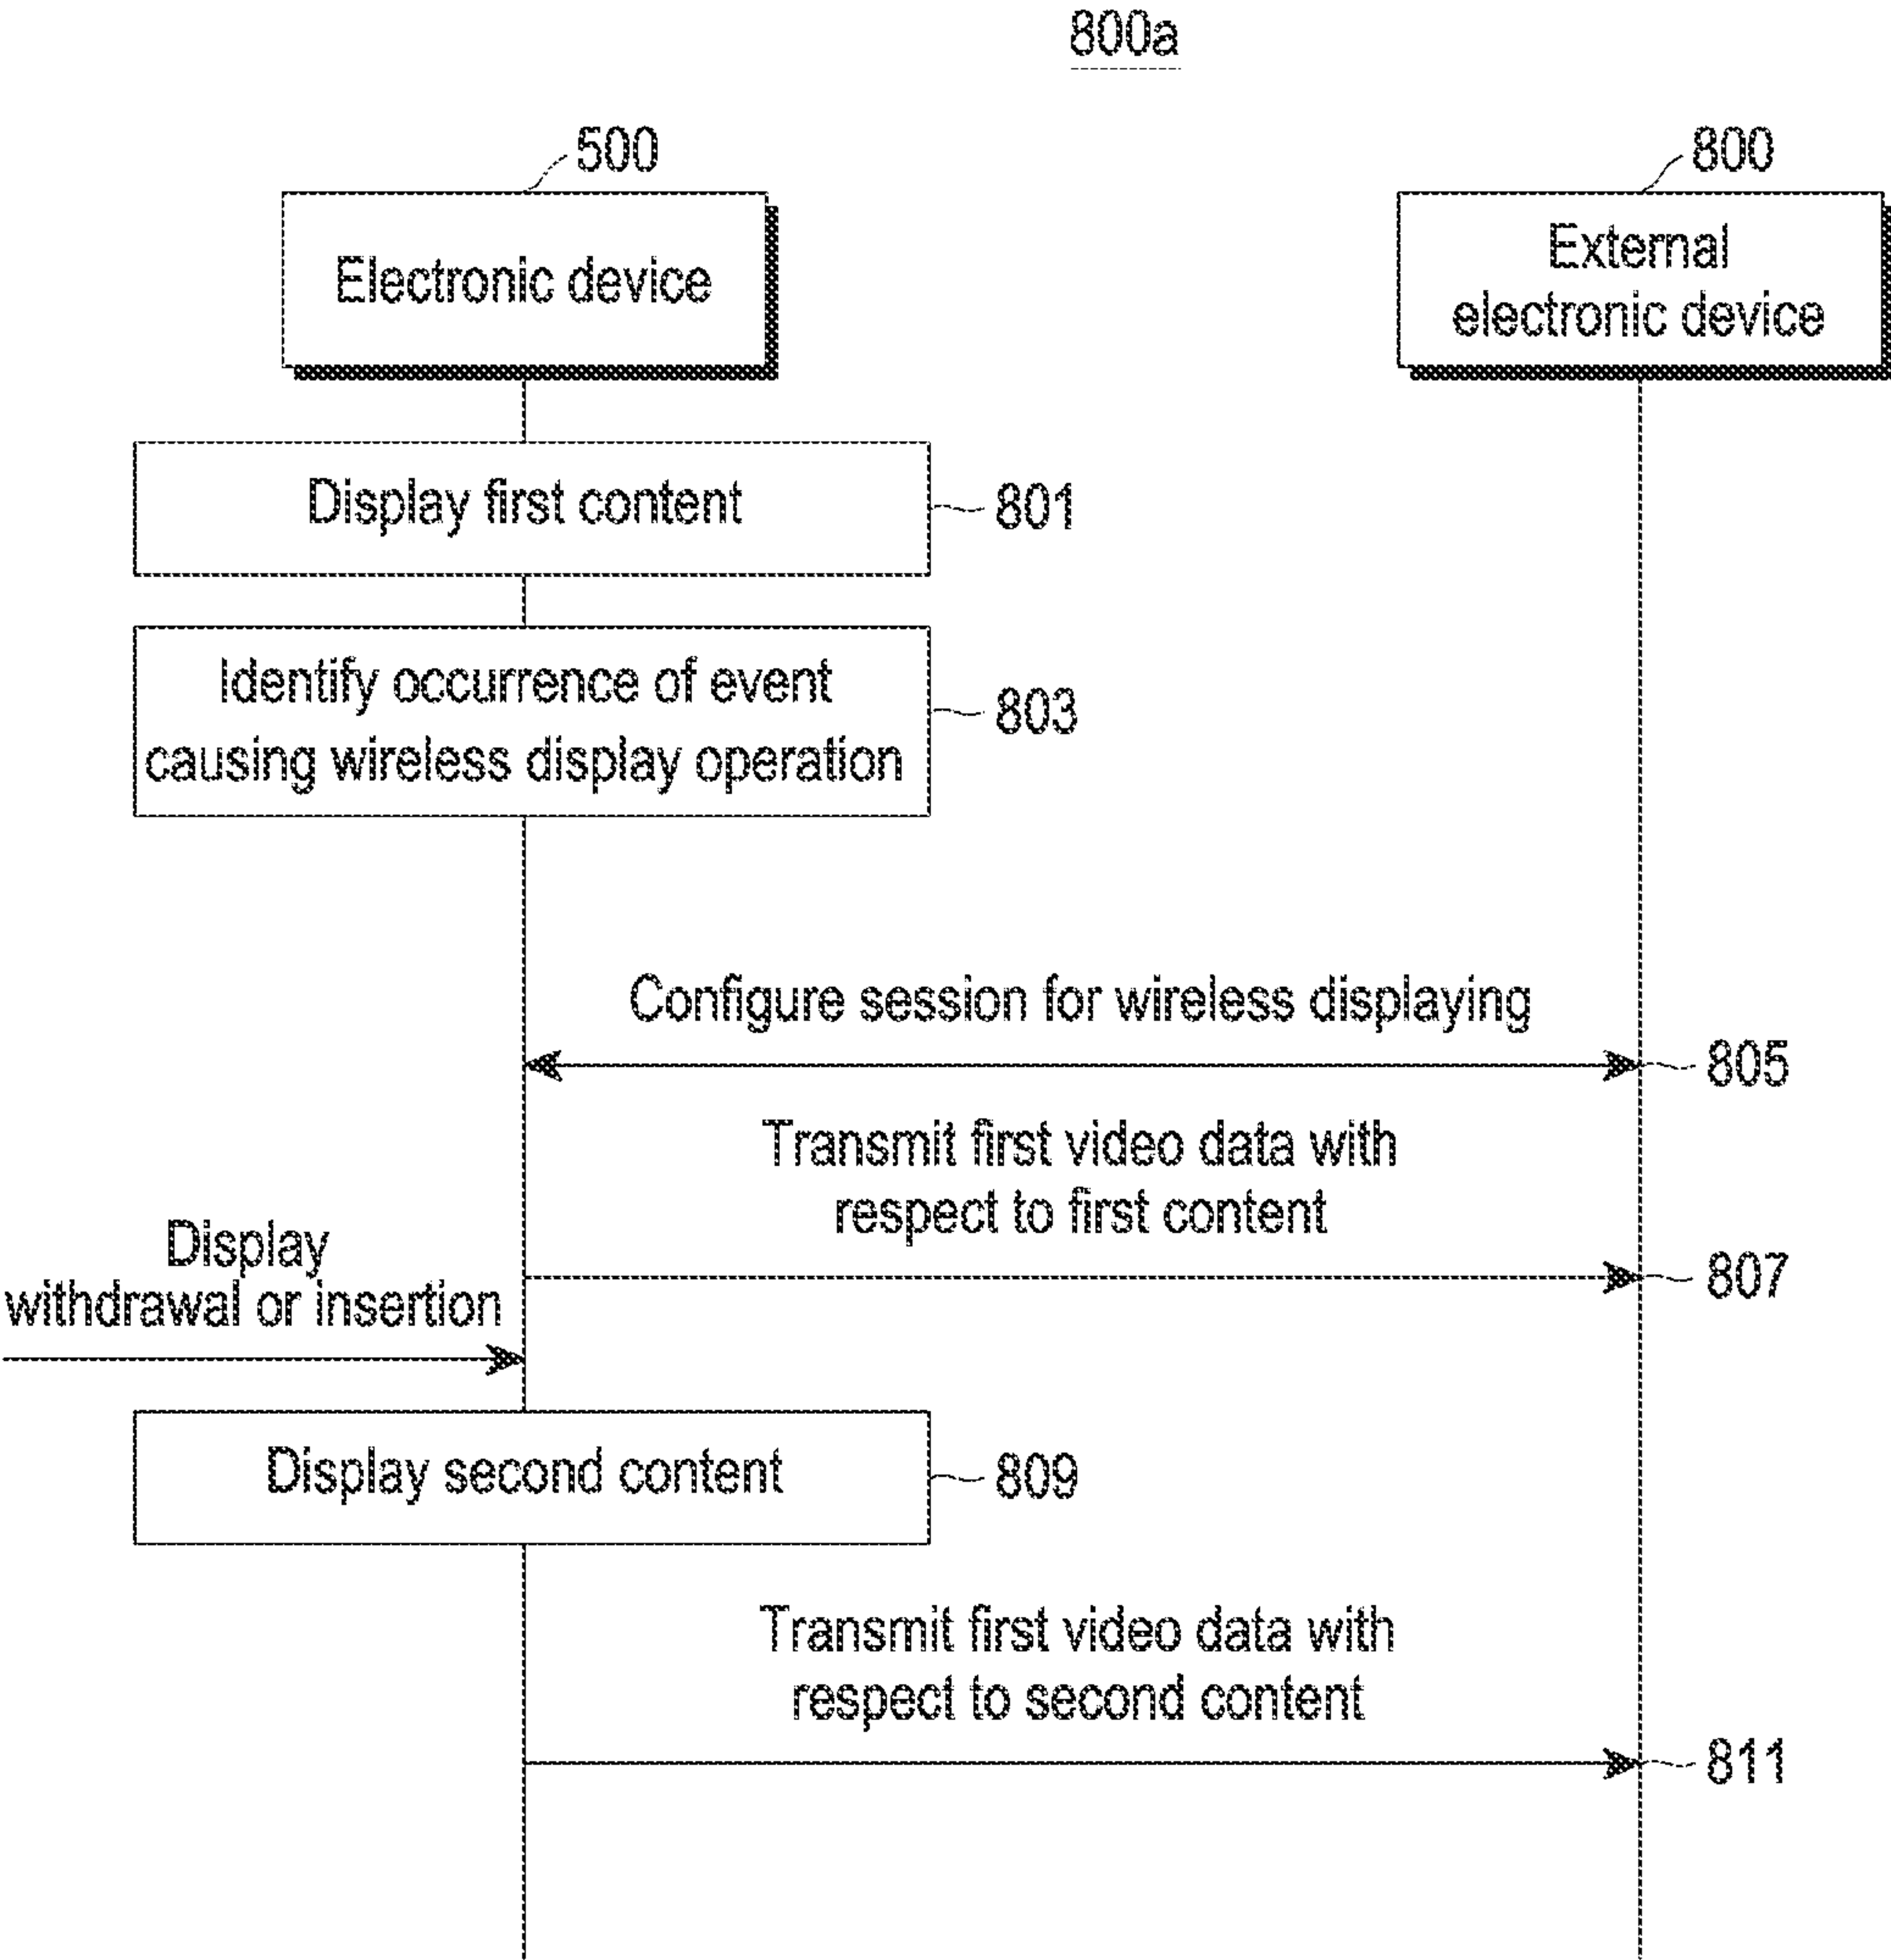 800a
500
800
Electronic device
External
electronic device
Display first content
801
Identify occurrence of event
causing wireless display operation
803
Configure session for wireless displaying
805
Transmit first video data with
respect to first content
807
Display
withdrawal or insertion
Display second content
809
Transmit first video data with
respect to second content
811